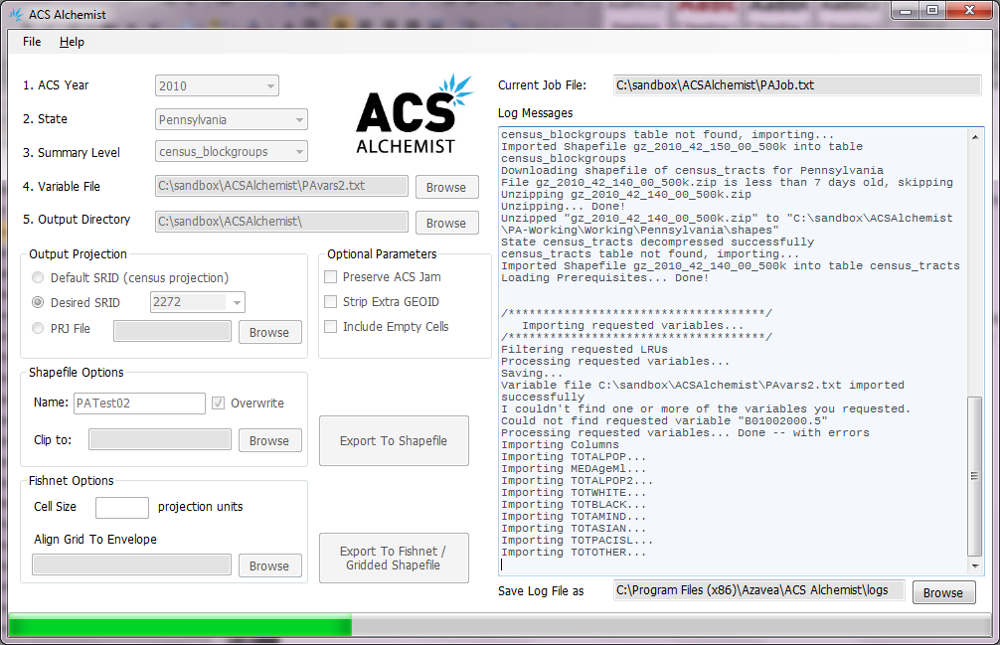 ACS Alchemist
File Help
1. ACS Year 2010
2. State Pennsylvania
3. Summary Level census_blockgroups
4. Variable File C:\sandbox\ACSAlchemist\PAvars2.txt Browse
5. Output Directory C:\sandbox\ACSAlchemist\ Browse
ACS
ALCHEMIST
Output Projection
Default SRID (census projection)
Desired SRID 2272
PRJ File Browse
Optional Parameters
Preserve ACS Jam
Strip Extra GEOID
Include Empty Cells
Shapefile Options
Name: PATest02 Overwrite
Clip to: Browse
Export To Shapefile
Fishnet Options
Cell Size projection units
Align Grid To Envelope
Browse
Export To Fishnet /
Gridded Shapefile
Current Job File: C:\sandbox\ACSAlchemist\PAJob.txt
Log Messages
census_blockgroups table not found, importing...
Imported Shapefile gz_2010_42_150_00_500k into table
census_blockgroups
Downloading shapefile of census_tracts for Pennsylvania
File gz_2010_42_140_00_500k.zip is less than 7 days old, skipping
Unzipping gz_2010_42_140_00_500k.zip
Unzipping... Done!
Unzipped "gz_2010_42_140_00_500k.zip" to "C:\sandbox\ACSAlchemist
\PA-Working\Working\Pennsylvania\shapes"
State census_tracts decompressed successfully
census_tracts table not found, importing...
Imported Shapefile gz_2010_42_140_00_500k into table census_tracts
Loading Prerequisites... Done!
/*************************************/
Importing requested variables...
/*************************************/
Filtering requested LRUs
Processing requested variables...
Saving...
Variable file C:\sandbox\ACSAlchemist\PAvars2.txt imported
successfully
I couldn't find one or more of the variables you requested.
Could not find requested variable "B01002000.5"
Processing requested variables... Done -- with errors
Importing Columns
Importing TOTALPOP...
Importing MEDAgeMl...
Importing TOTALPOP2...
Importing TOTWHITE...
Importing TOTBLACK...
Importing TOTAMIND...
Importing TOTASIAN...
Importing TOTPACISL...
Importing TOTOTHER...
Save Log File as C:\Program Files (x86)\Azavea\ACS Alchemist\logs Browse